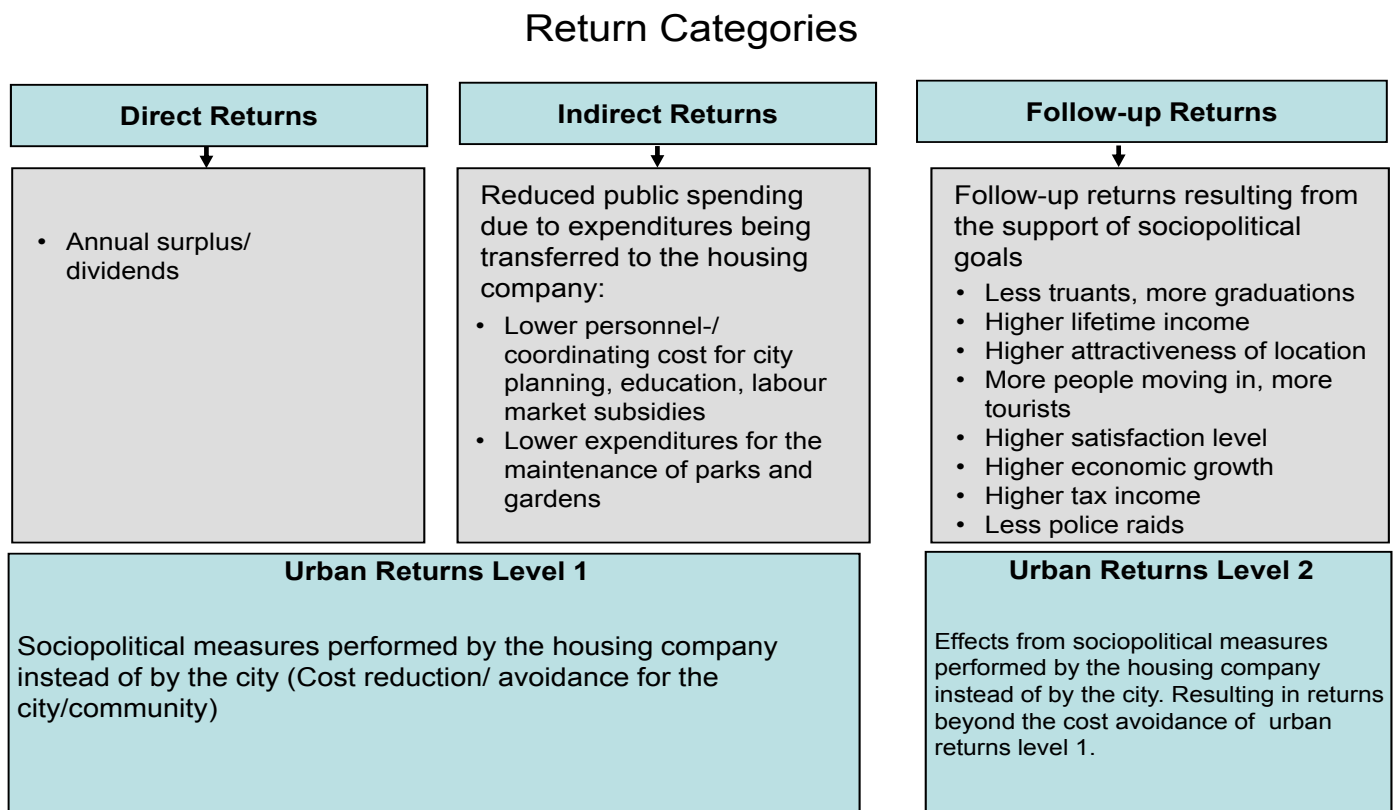 Return Categories
Direct Returns
• Annual surplus/
dividends
Indirect Returns
Reduced public spending
due to expenditures being
transferred to the housing
company:
• Lower personnel-/
coordinating cost for city
planning, education, labour
market subsidies
• Lower expenditures for the
maintenance of parks and
gardens
Follow-up Returns
Follow-up returns resulting from
the support of sociopolitical
goals
• Less truants, more graduations
• Higher lifetime income
• Higher attractiveness of location
• More people moving in, more
tourists
• Higher satisfaction level
• Higher economic growth
• Higher tax income
• Less police raids
Urban Returns Level 1
Sociopolitical measures performed by the housing company
instead of by the city (Cost reduction/ avoidance for the
city/community)
Urban Returns Level 2
Effects from sociopolitical measures
performed by the housing company
instead of by the city. Resulting in returns
beyond the cost avoidance of  urban
returns level 1.